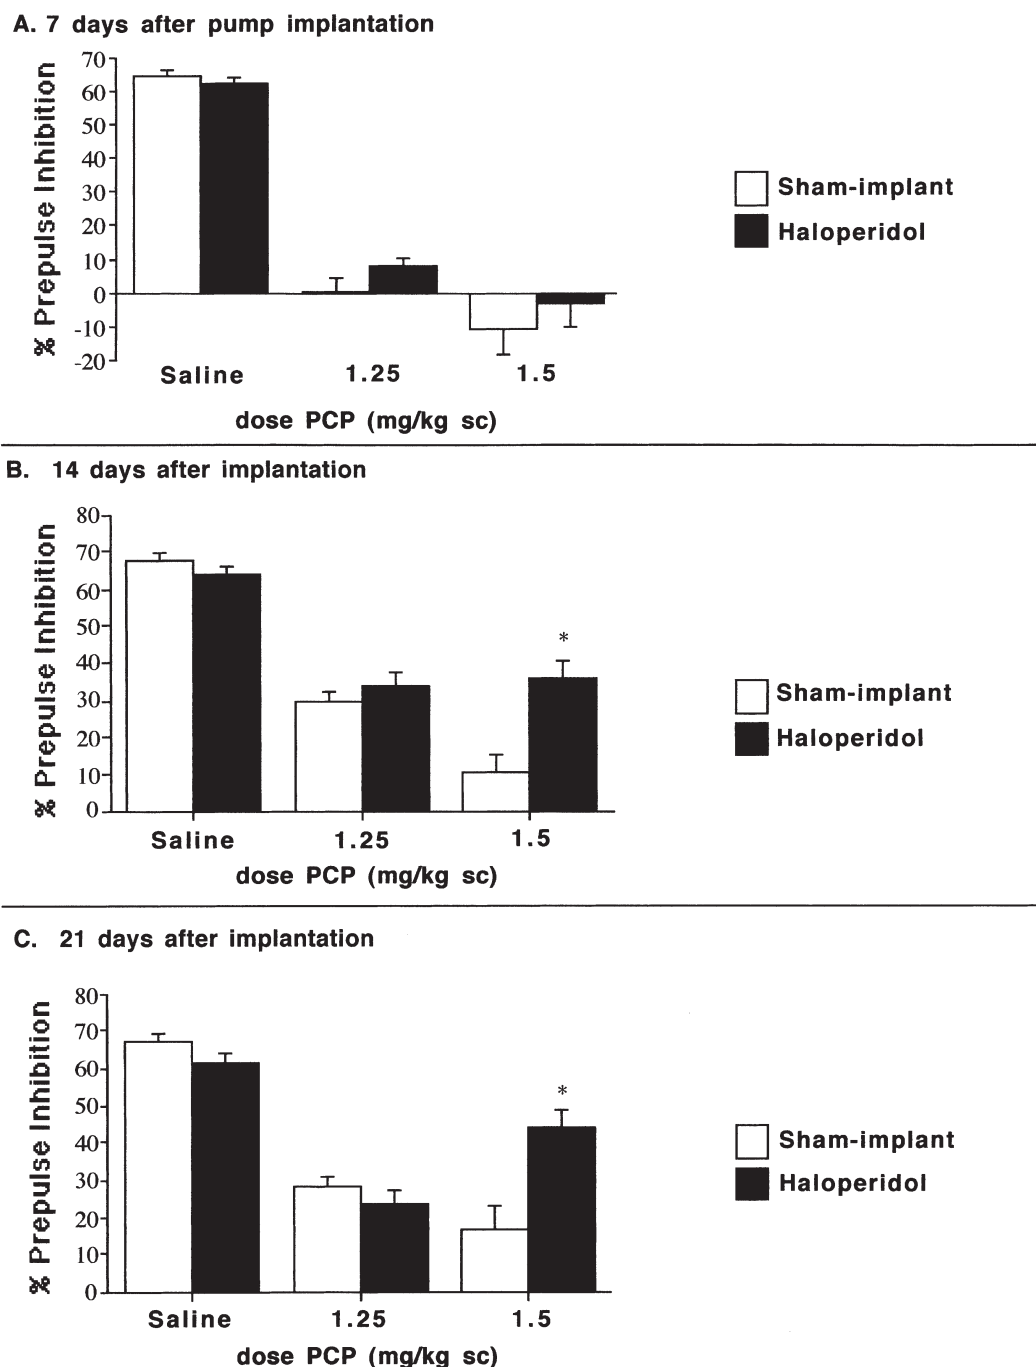 A. 7 days after pump implantation
% Prepulse Inhibition
70
60
50
40
30
20
10
0
-10
-20
Saline 1.25 1.5
dose PCP (mg/kg sc)
Sham-implant
Haloperidol
B. 14 days after implantation
% Prepulse Inhibition
80
70
60
50
40
30
20
10
0
*
Saline 1.25 1.5
dose PCP (mg/kg sc)
Sham-implant
Haloperidol
C. 21 days after implantation
% Prepulse Inhibition
80
70
60
50
40
30
20
10
0
*
Saline 1.25 1.5
dose PCP (mg/kg sc)
Sham-implant
Haloperidol